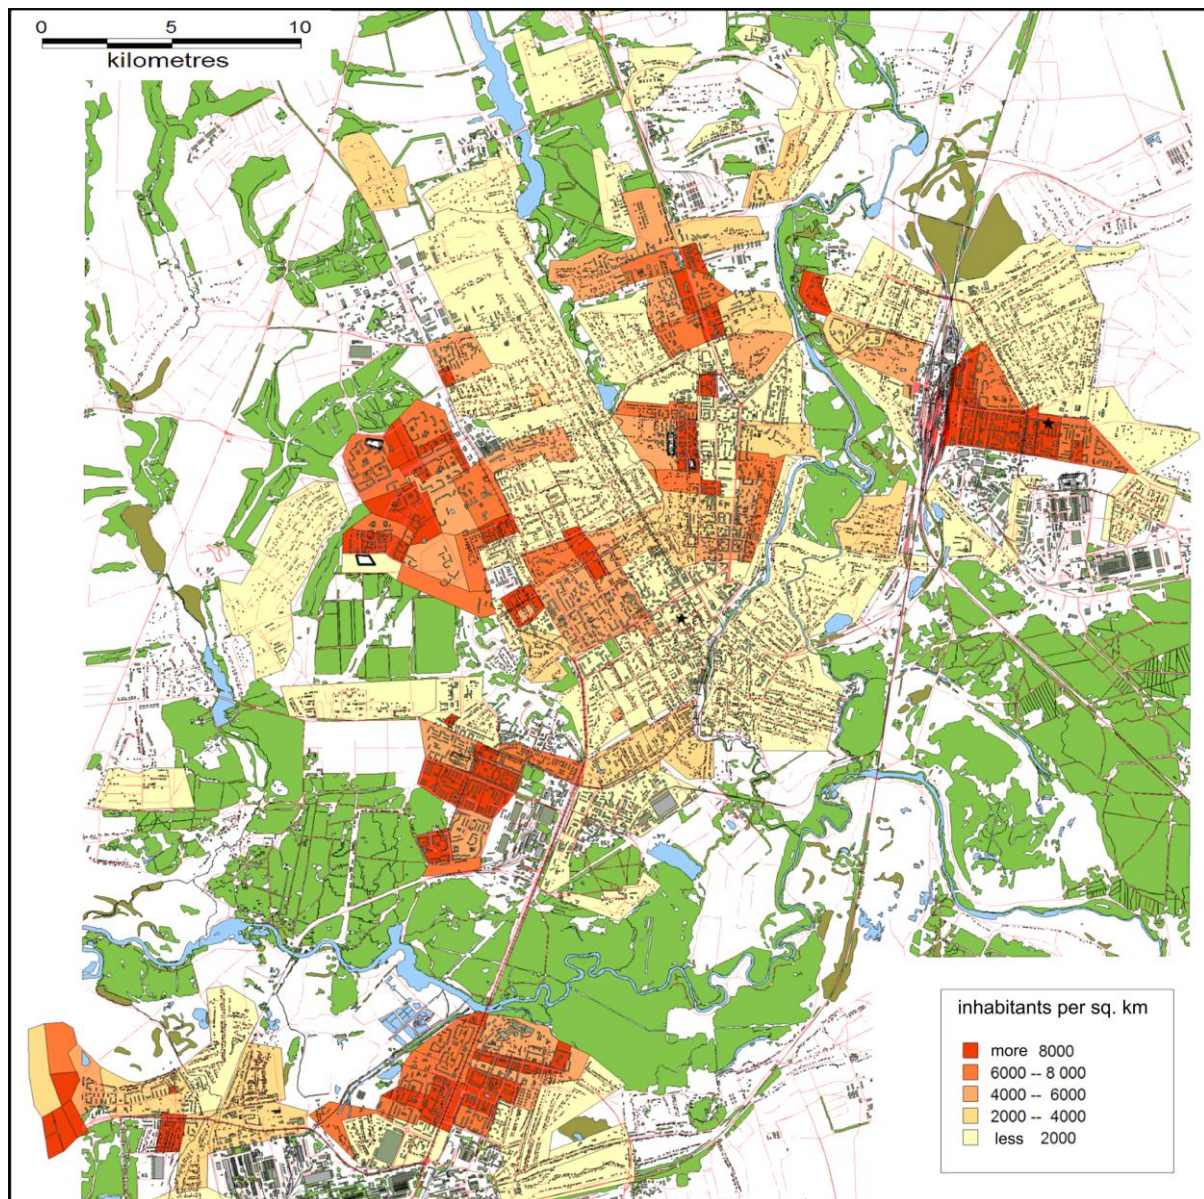 0 5 10
kilometres
inhabitants per sq. km
more 8000
6000 -- 8 000
4000 -- 6000
2000 -- 4000
less 2000